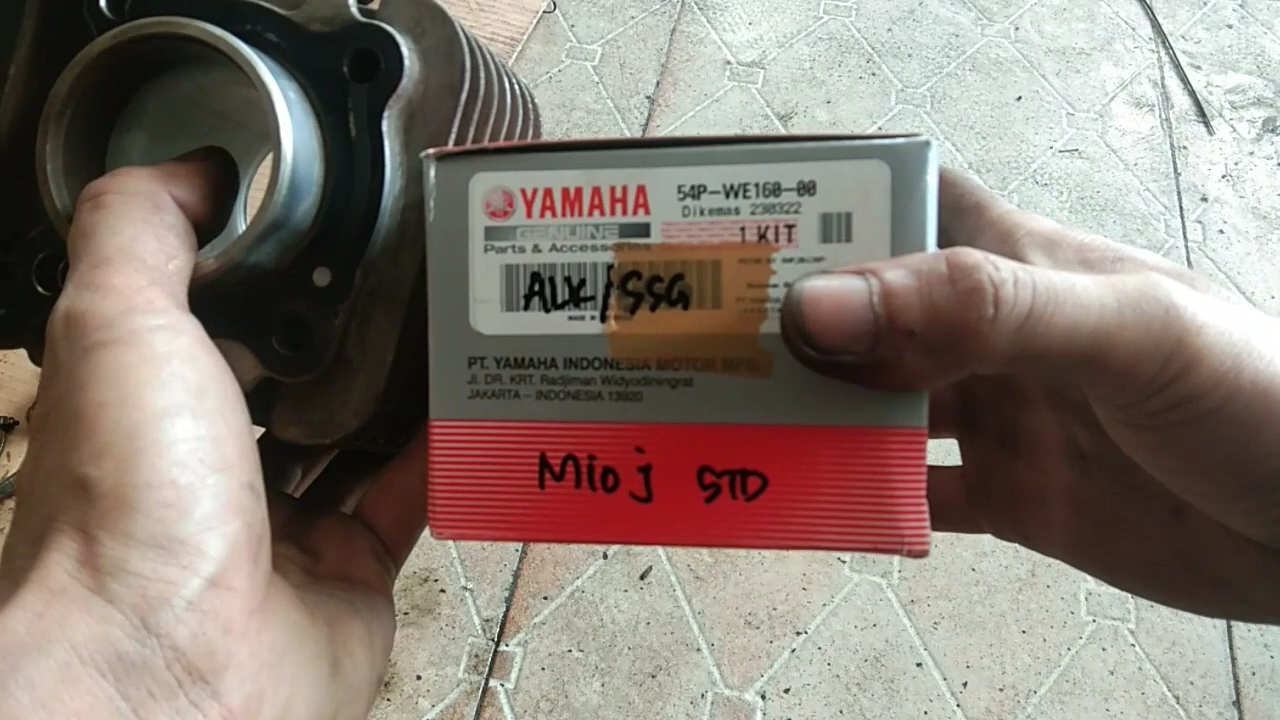 YAMAHA
GENUINE
Parts & Accessories
54P-WE160-00
Dikemas 230322
1 KIT
ALX/SSG
PT. YAMAHA INDONESIA MOTOR MFG.
Jl. DR. KRT. Radjiman Widyodiningrat
JAKARTA - INDONESIA 13920
Mio j STD